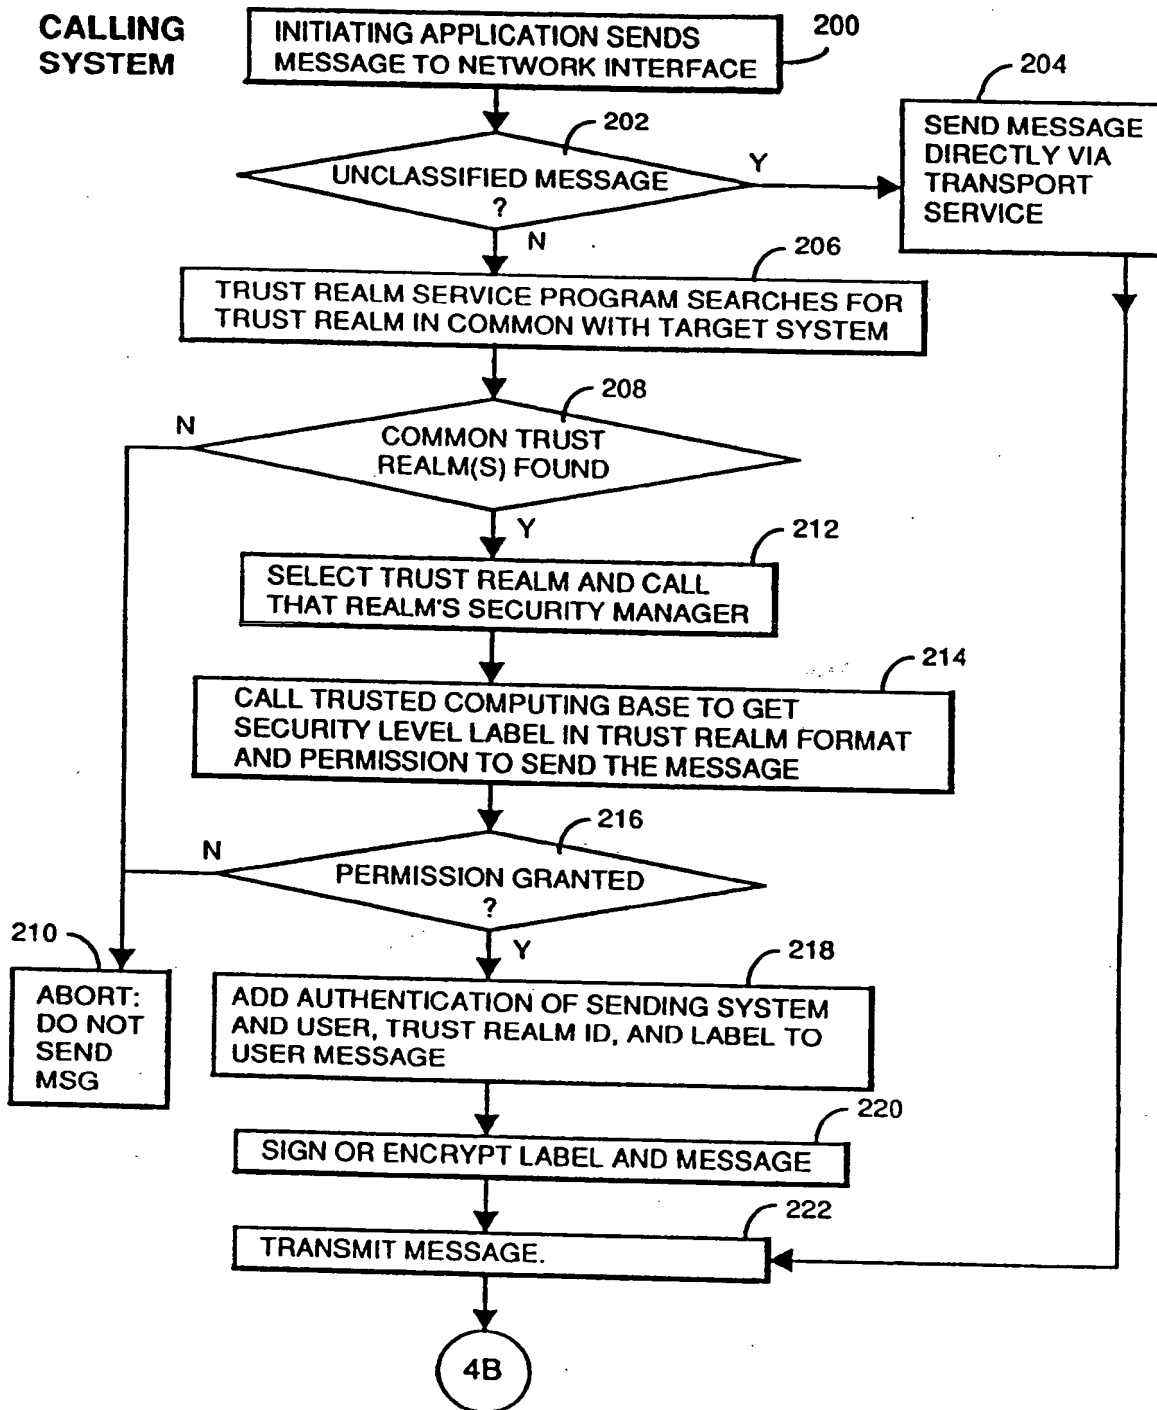 CALLING
SYSTEM
INITIATING APPLICATION SENDS
MESSAGE TO NETWORK INTERFACE
200
202
UNCLASSIFIED MESSAGE
?
Y
N
204
SEND MESSAGE
DIRECTLY VIA
TRANSPORT
SERVICE
206
TRUST REALM SERVICE PROGRAM SEARCHES FOR
TRUST REALM IN COMMON WITH TARGET SYSTEM
208
COMMON TRUST
REALM(S) FOUND
N
Y
212
SELECT TRUST REALM AND CALL
THAT REALM'S SECURITY MANAGER
214
CALL TRUSTED COMPUTING BASE TO GET
SECURITY LEVEL LABEL IN TRUST REALM FORMAT
AND PERMISSION TO SEND THE MESSAGE
216
PERMISSION GRANTED
?
N
Y
210
ABORT:
DO NOT
SEND
MSG
218
ADD AUTHENTICATION OF SENDING SYSTEM
AND USER, TRUST REALM ID, AND LABEL TO
USER MESSAGE
220
SIGN OR ENCRYPT LABEL AND MESSAGE
222
TRANSMIT MESSAGE.
4B